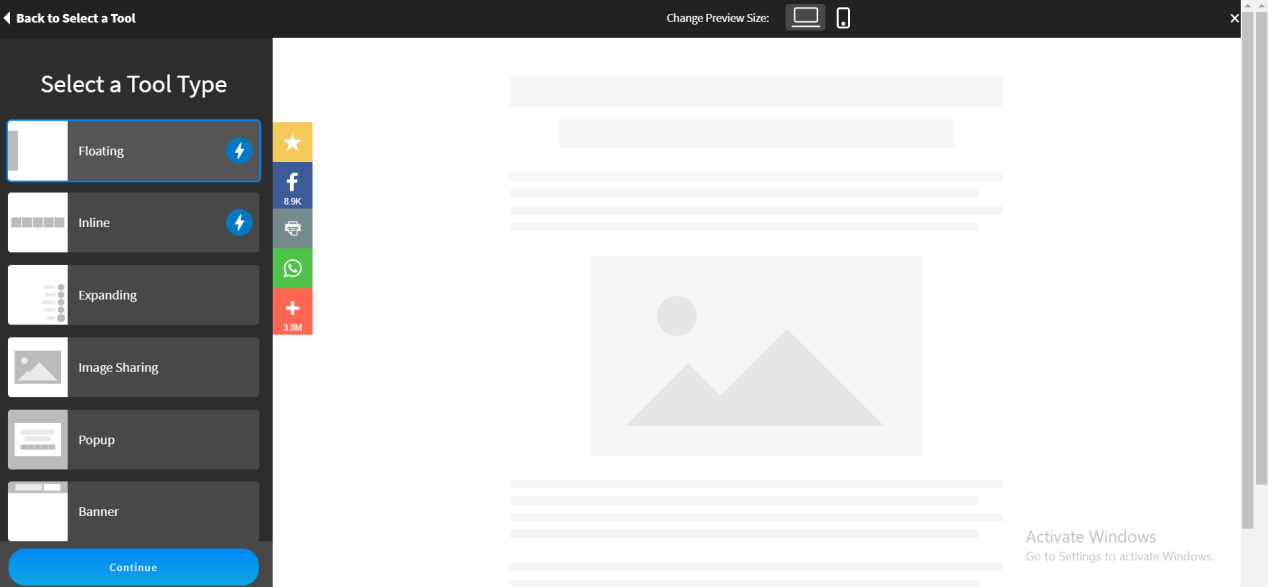 Back to Select a Tool
Change Preview Size:
Select a Tool Type
Floating
Inline
Expanding
Image Sharing
Popup
Banner
Continue
8.9K
3.8M
Activate Windows
Go to Settings to activate Windows.